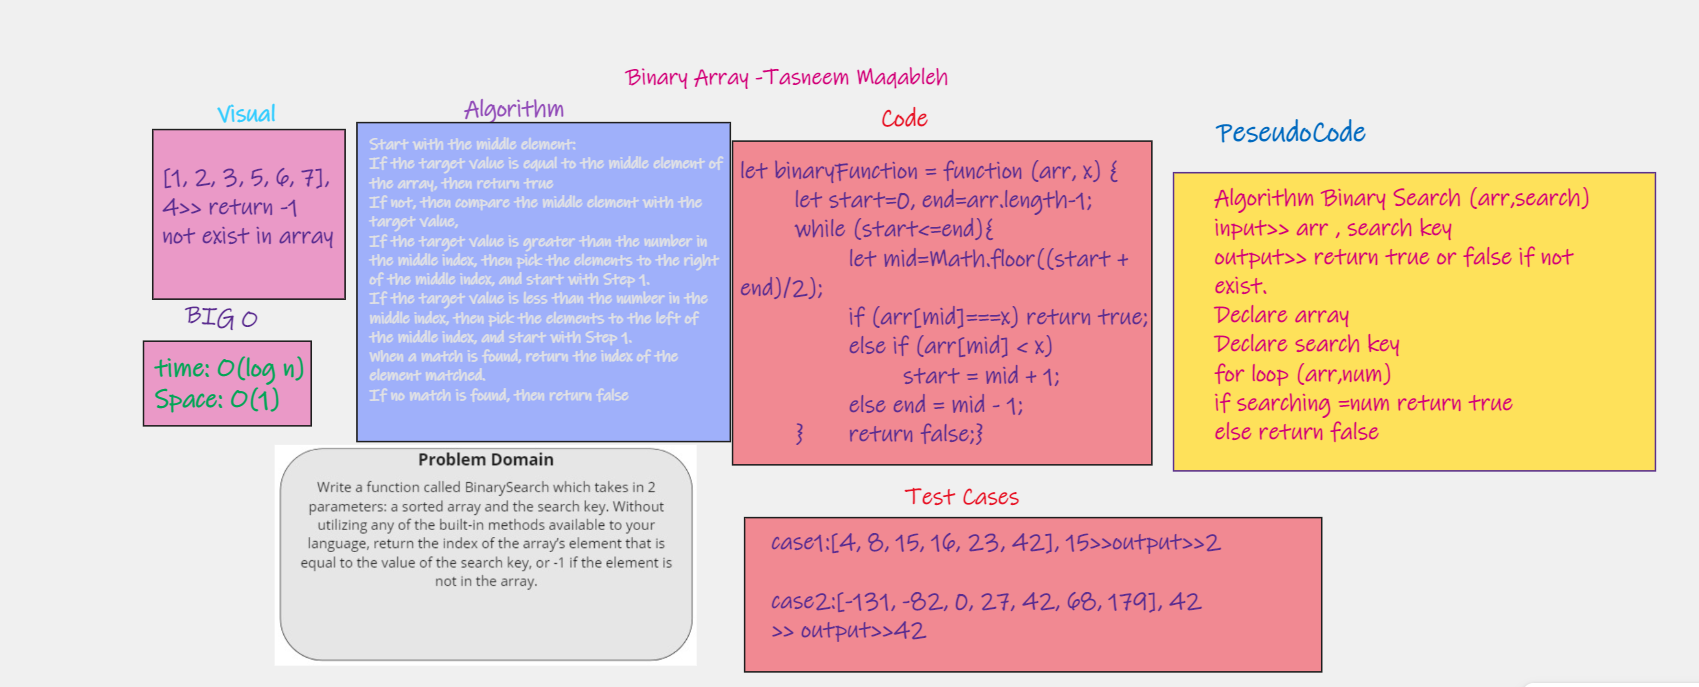 Binary Array -Tasneem Maqableh
Visual
[1, 2, 3, 5, 6, 7],
4>> return -1
not exist in array
BIG O
time: O(log n)
Space: O(1)
Algorithm
Start with the middle element:
If the target value is equal to the middle element of
the array, then return true
If not, then compare the middle element with the
target value,
If the target value is greater than the number in
the middle index, then pick the elements to the right
of the middle index, and start with Step 1.
If the target value is less than the number in the
middle index, then pick the elements to the left of
the middle index, and start with Step 1.
When a match is found, return the index of the
element matched.
If no match is found, then return false
Problem Domain
Write a function called BinarySearch which takes in 2
parameters: a sorted array and the search key. Without
utilizing any of the built-in methods available to your
language, return the index of the array's element that is
equal to the value of the search key, or -1 if the element is
not in the array.
Code
let binaryFunction = function (arr, x) {
let start=0, end=arr.length-1;
while (start<=end){
let mid=Math.floor((start +
end)/2);
if (arr[mid]===x) return true;
else if (arr[mid] < x)
start = mid + 1;
else end = mid - 1;
} return false;}
Test Cases
case1:[4, 8, 15, 16, 23, 42], 15>>output>>2
case2:[-131, -82, 0, 27, 42, 68, 179], 42
>> output>>42
PeseudoCode
Algorithm Binary Search (arr,search)
input>> arr , search key
output>> return true or false if not
exist.
Declare array
Declare search key
for loop (arr,num)
if searching =num return true
else return false